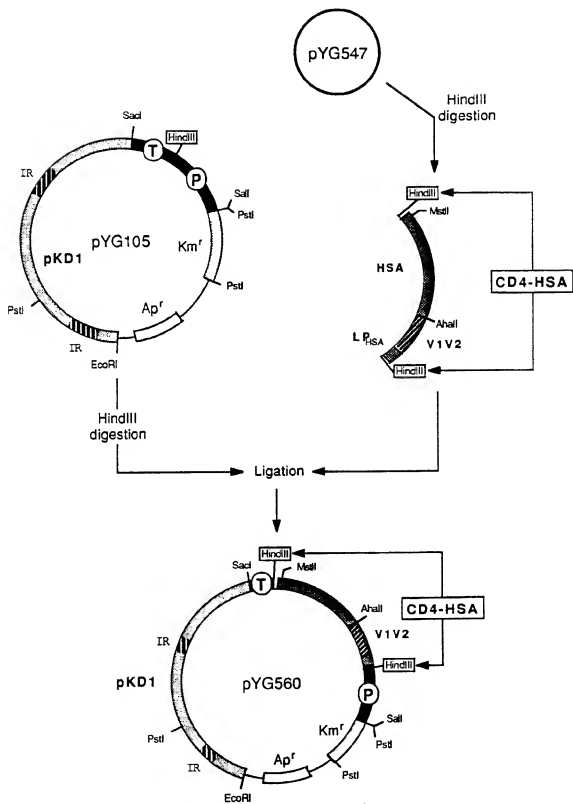 pYG547
HindIII
digestion
SacI
HindIII
T
P
IR
SalI
PstI
pYG105
Kmr
pKD1
PstI
PstI
Apr
IR
EcoRI
HindIII
MstII
HSA
CD4-HSA
AhaII
LPHSA
V1V2
HindIII
HindIII
digestion
Ligation
HindIII
SacI
T
MstII
AhaII
CD4-HSA
V1V2
IR
HindIII
pKD1
pYG560
P
Kmr
SalI
PstI
PstI
PstI
IR
Apr
EcoRI